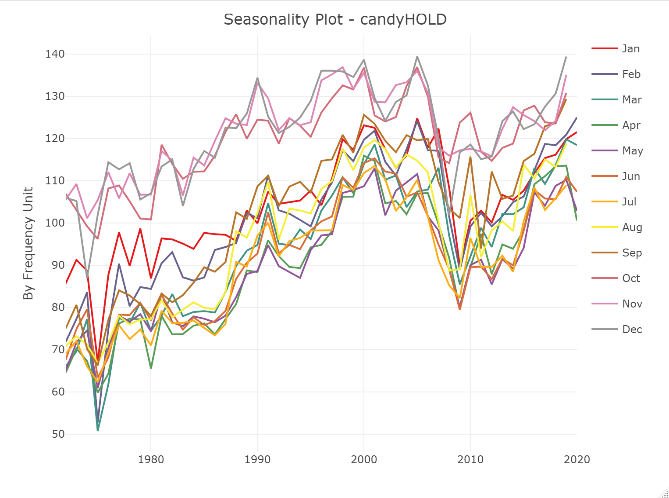 Seasonality Plot - candyHOLD
By Frequency Unit
140
130
120
110
100
90
80
70
60
50
1980
1990
2000
2010
2020
Jan
Feb
Mar
Apr
May
Jun
Jul
Aug
Sep
Oct
Nov
Dec